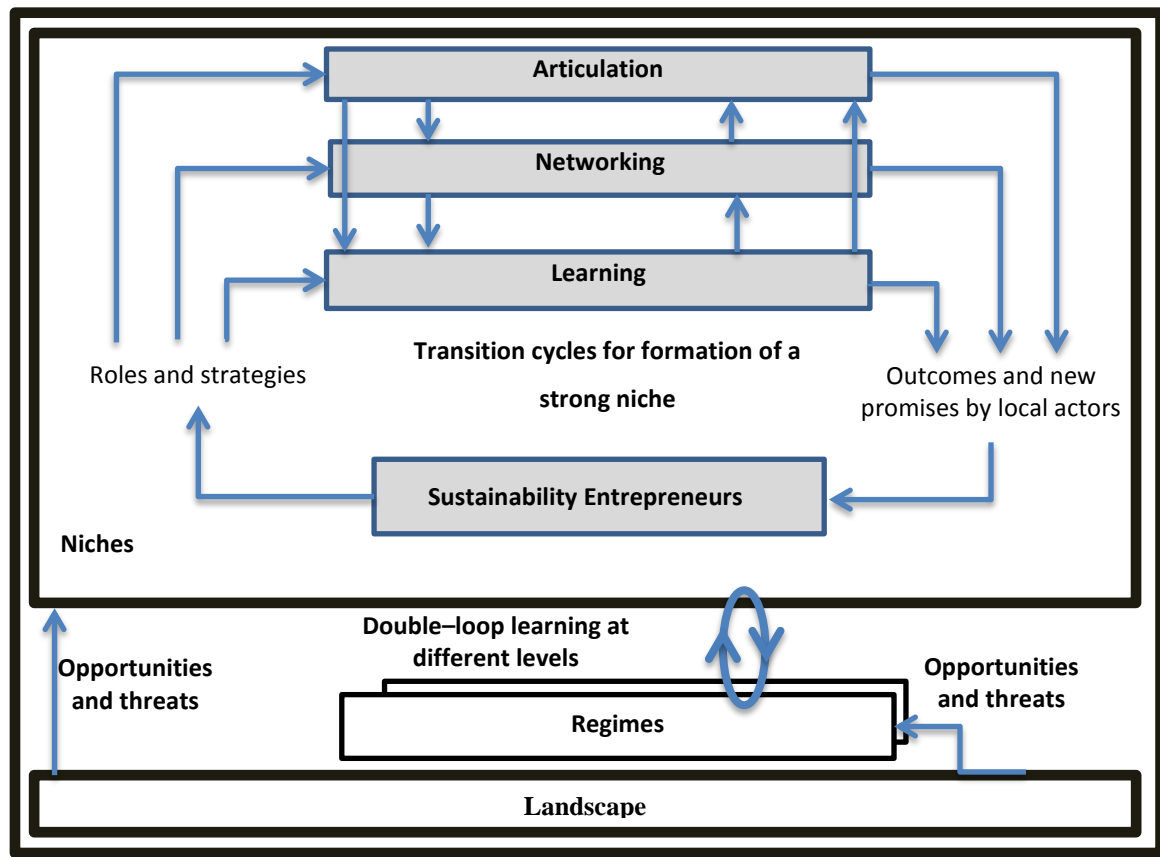 Articulation
Networking
Learning
Transition cycles for formation of a
strong niche
Roles and strategies
Outcomes and new
promises by local actors
Sustainability Entrepreneurs
Niches
Double–loop learning at
different levels
Opportunities
and threats
Opportunities
and threats
Regimes
Landscape